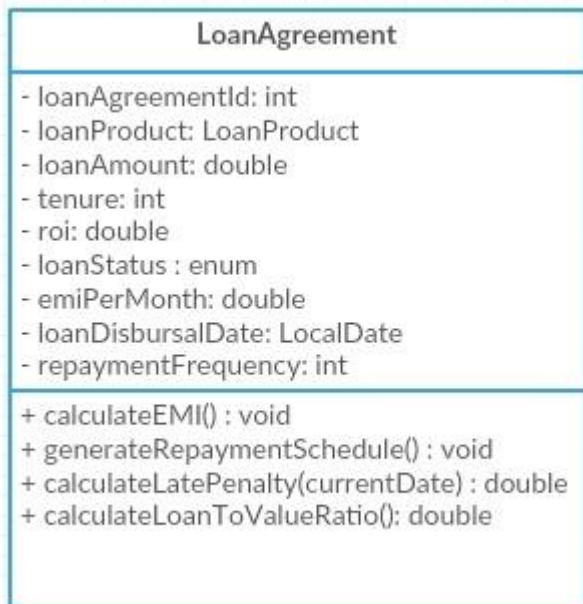 LoanAgreement
- loanAgreementId: int
- loanProduct: LoanProduct
- loanAmount: double
- tenure: int
- roi: double
- loanStatus : enum
- emiPerMonth: double
- loanDisbursalDate: LocalDate
- repaymentFrequency: int
+ calculateEMI() : void
+ generateRepaymentSchedule() : void
+ calculateLatePenalty(currentDate) : double
+ calculateLoanToValueRatio(): double